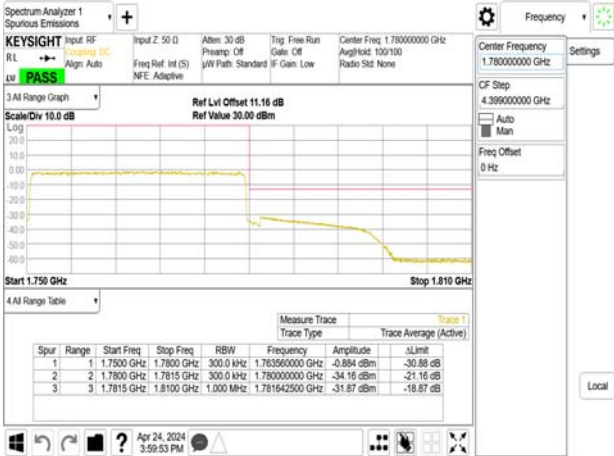 Spectrum Analyzer 1
Spurious Emissions
Frequency
KEYSIGHT Input: RF Input Z: 50 Ω Atten: 30 dB Trig: Free Run Center Freq: 1.780000000 GHz
RL Coupling: DC Preamp: Off Gate: Off Avg|Hold: 100/100
Align: Auto Freq Ref: Int (S) µW Path: Standard IF Gain: Low Radio Std: None
LV PASS NFE: Adaptive
Center Frequency
1.780000000 GHz
Settings
CF Step
4.399000000 GHz
Auto
Man
Freq Offset
0 Hz
Local
3 All Range Graph
Ref Lvl Offset 11.16 dB
Scale/Div 10.0 dB Ref Value 30.00 dBm
Log
20.0
10.0
0.00
-10.0
-20.0
-30.0
-40.0
-50.0
-60.0
Start 1.750 GHz Stop 1.810 GHz
4 All Range Table
Measure Trace Trace 1
Trace Type Trace Average (Active)
Spur Range Start Freq Stop Freq RBW Frequency Amplitude ΔLimit
1 1 1.7500 GHz 1.7800 GHz 300.0 kHz 1.763560000 GHz -0.884 dBm -30.88 dB
2 2 1.7800 GHz 1.7815 GHz 300.0 kHz 1.780000000 GHz -34.16 dBm -21.16 dB
3 3 1.7815 GHz 1.8100 GHz 1.000 MHz 1.781642500 GHz -31.87 dBm -18.87 dB
Apr 24, 2024
3:59:53 PM